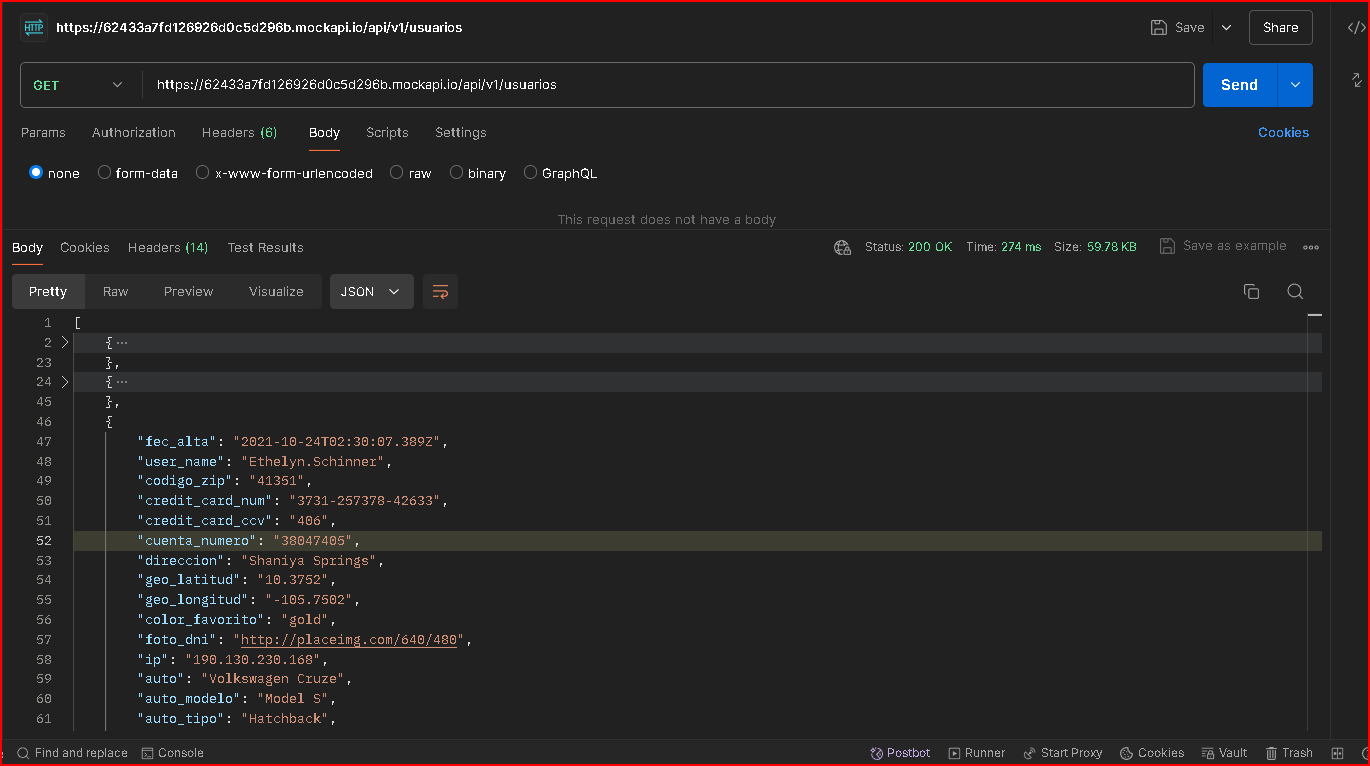 HTTP https://62433a7fd126926d0c5d296b.mockapi.io/api/v1/usuarios Save Share
GET https://62433a7fd126926d0c5d296b.mockapi.io/api/v1/usuarios Send
Params Authorization Headers (6) Body Scripts Settings Cookies
none form-data x-www-form-urlencoded raw binary GraphQL
This request does not have a body
Body Cookies Headers (14) Test Results Status: 200 OK Time: 274 ms Size: 59.78 KB Save as example
Pretty Raw Preview Visualize JSON
1 [
2 { ...
23 },
24 { ...
45 },
46 {
47 "fec_alta": "2021-10-24T02:30:07.389Z",
48 "user_name": "Ethelyn.Schinner",
49 "codigo_zip": "41351",
50 "credit_card_num": "3731-257378-42633",
51 "credit_card_ccv": "406",
52 "cuenta_numero": "38047405",
53 "direccion": "Shaniya Springs",
54 "geo_latitud": "10.3752",
55 "geo_longitud": "-105.7502",
56 "color_favorito": "gold",
57 "foto_dni": "http://placeimg.com/640/480",
58 "ip": "190.130.230.168",
59 "auto": "Volkswagen Cruze",
60 "auto_modelo": "Model S",
61 "auto_tipo": "Hatchback",
Find and replace Console Postbot Runner Start Proxy Cookies Vault Trash